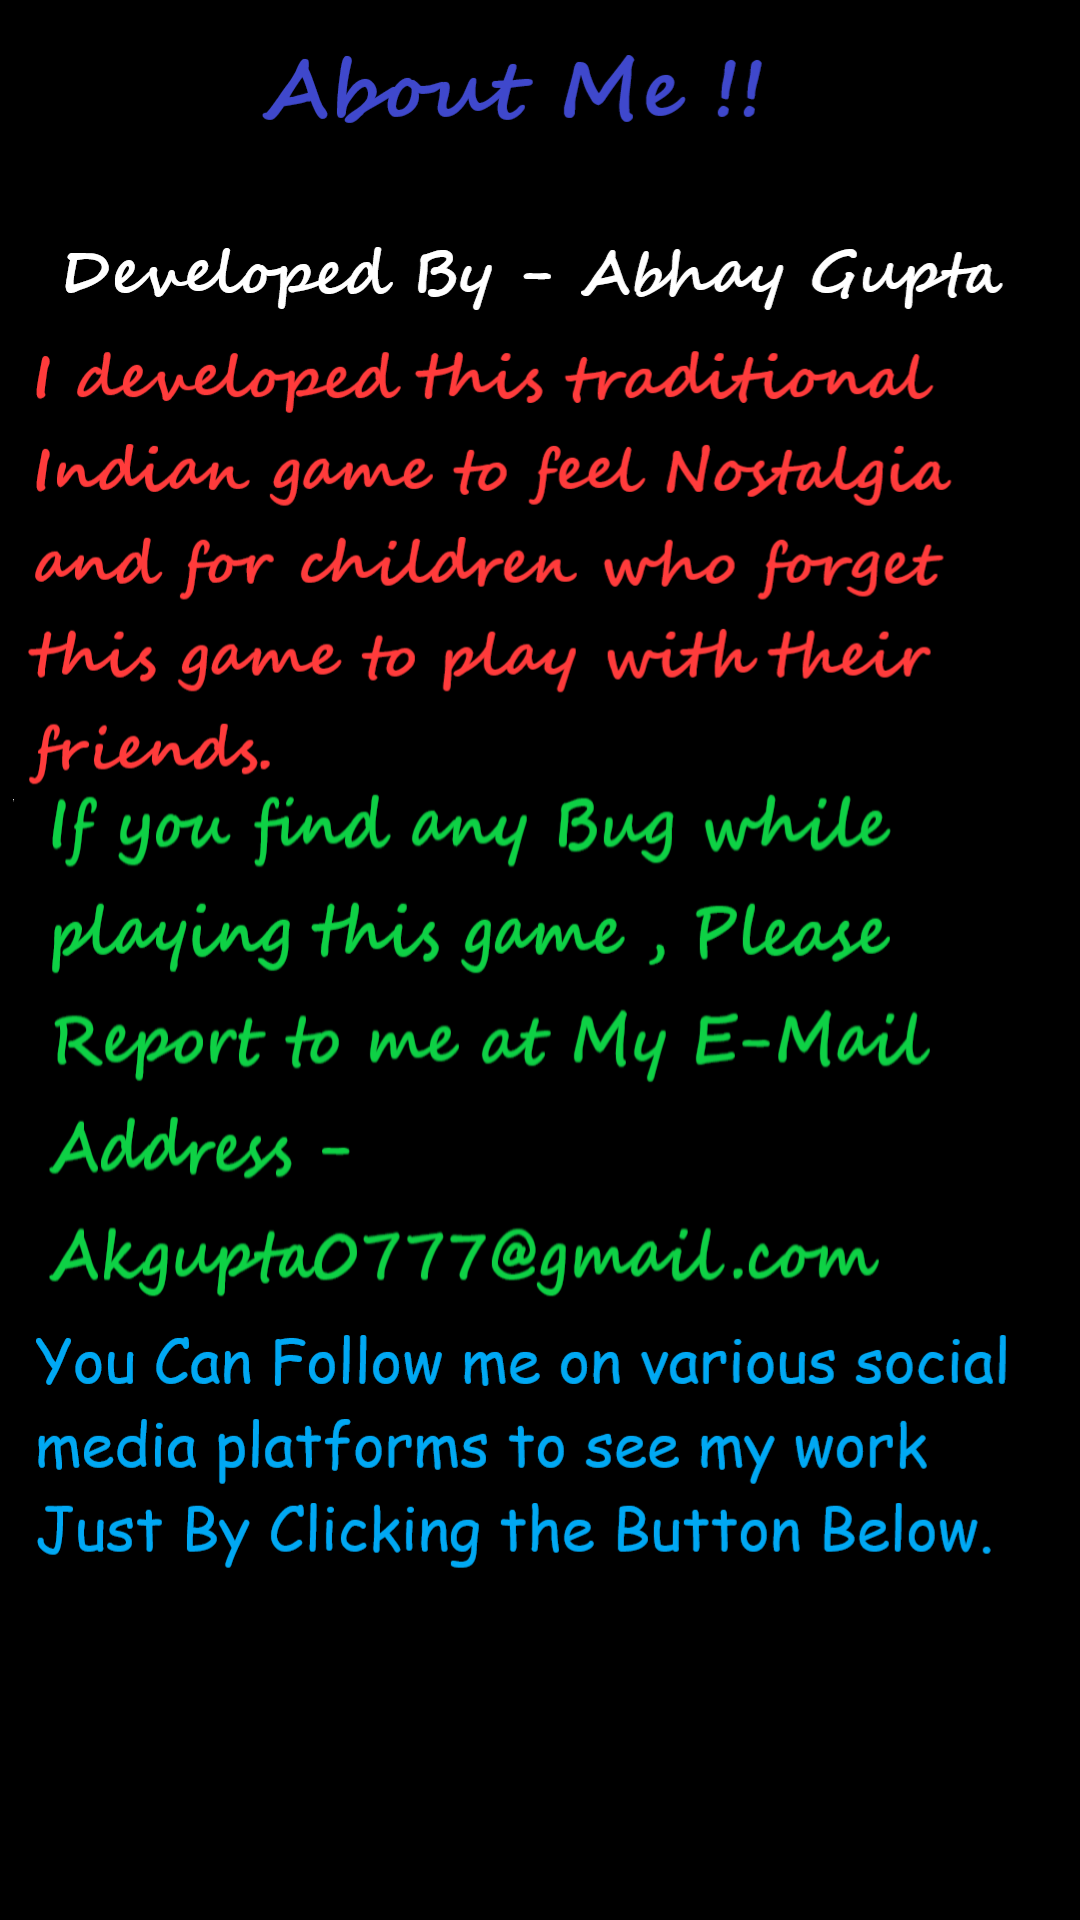 About Me !!
Developed By - Abhay Gupta
I developed this traditional
Indian game to feel Nostalgia
and for children who forget
this game to play with their
friends.
If you find any Bug while
playing this game , Please
Report to me at My E-Mail
Address -
Akgupta0777@gmail.com
You Can Follow me on various social
media platforms to see my work
Just By Clicking the Button Below.